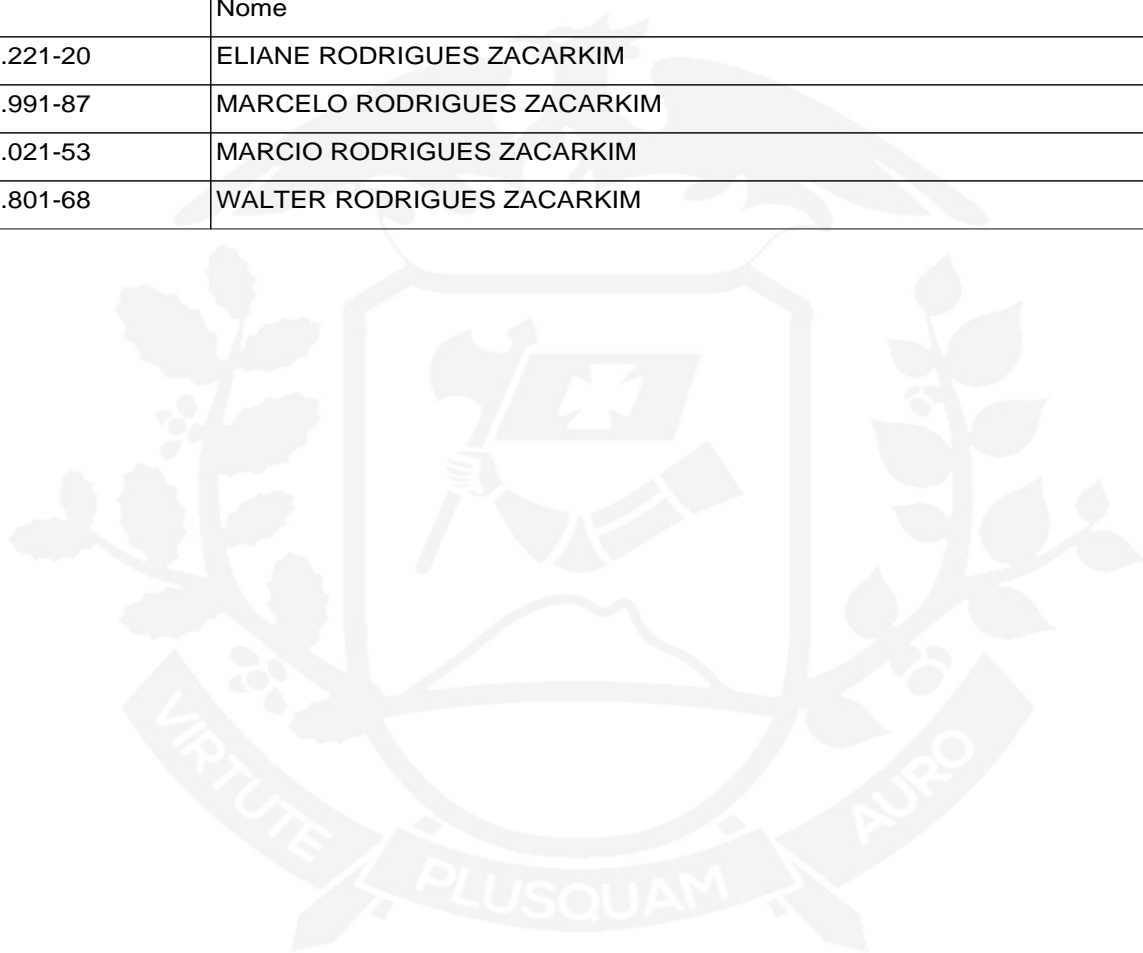 Nome
.221-20 ELIANE RODRIGUES ZACARKIM
.991-87 MARCELO RODRIGUES ZACARKIM
.021-53 MARCIO RODRIGUES ZACARKIM
.801-68 WALTER RODRIGUES ZACARKIM
VIRTUTE PLUSQUAM AURO